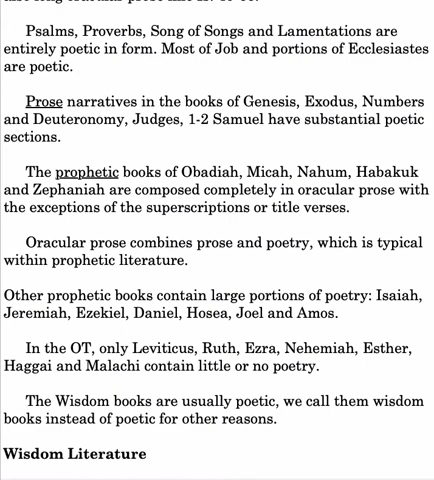 Psalms, Proverbs, Song of Songs and Lamentations are
entirely poetic in form. Most of Job and portions of Ecclesiastes
are poetic.
Prose narratives in the books of Genesis, Exodus, Numbers
and Deuteronomy, Judges, 1-2 Samuel have substantial poetic
sections.
The prophetic books of Obadiah, Micah, Nahum, Habakuk
and Zephaniah are composed completely in oracular prose with
the exceptions of the superscriptions or title verses.
Oracular prose combines prose and poetry, which is typical
within prophetic literature.
Other prophetic books contain large portions of poetry: Isaiah,
Jeremiah, Ezekiel, Daniel, Hosea, Joel and Amos.
In the OT, only Leviticus, Ruth, Ezra, Nehemiah, Esther,
Haggai and Malachi contain little or no poetry.
The Wisdom books are usually poetic, we call them wisdom
books instead of poetic for other reasons.
Wisdom Literature